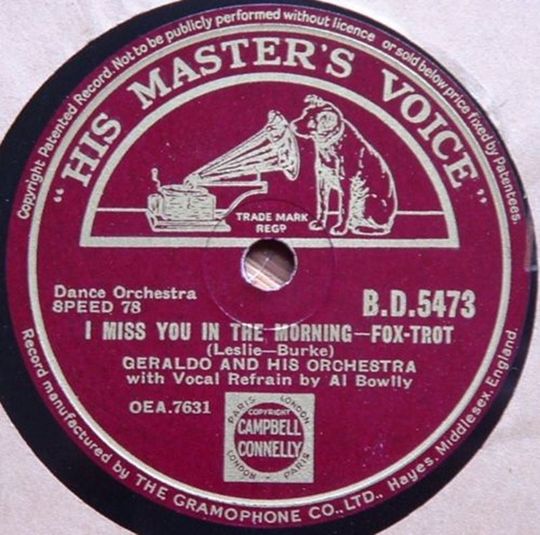 Copyright Patented Record. Not to be publicly performed without licence or sold below price fixed by Patentees.
"HIS MASTER'S VOICE"
TRADE MARK
REGD
Dance Orchestra
SPEED 78
B.D.5473
I MISS YOU IN THE MORNING—FOX-TROT
(Leslie—Burke)
GERALDO AND HIS ORCHESTRA
with Vocal Refrain by Al Bowlly
OEA.7631
PARIS LONDON
COPYRIGHT
CAMPBELL
CONNELLY
LONDON PARIS
Record manufactured by THE GRAMOPHONE CO., LTD., Hayes, Middlesex, England.